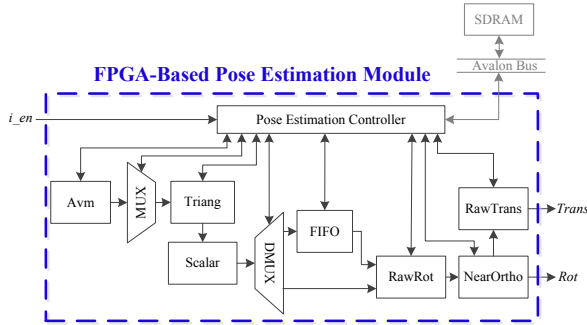 SDRAM
Avalon Bus
FPGA-Based Pose Estimation Module
i_en
Pose Estimation Controller
Avm
MUX
Triang
RawTrans
Trans
FIFO
Scalar
DMUX
RawRot
NearOrtho
Rot